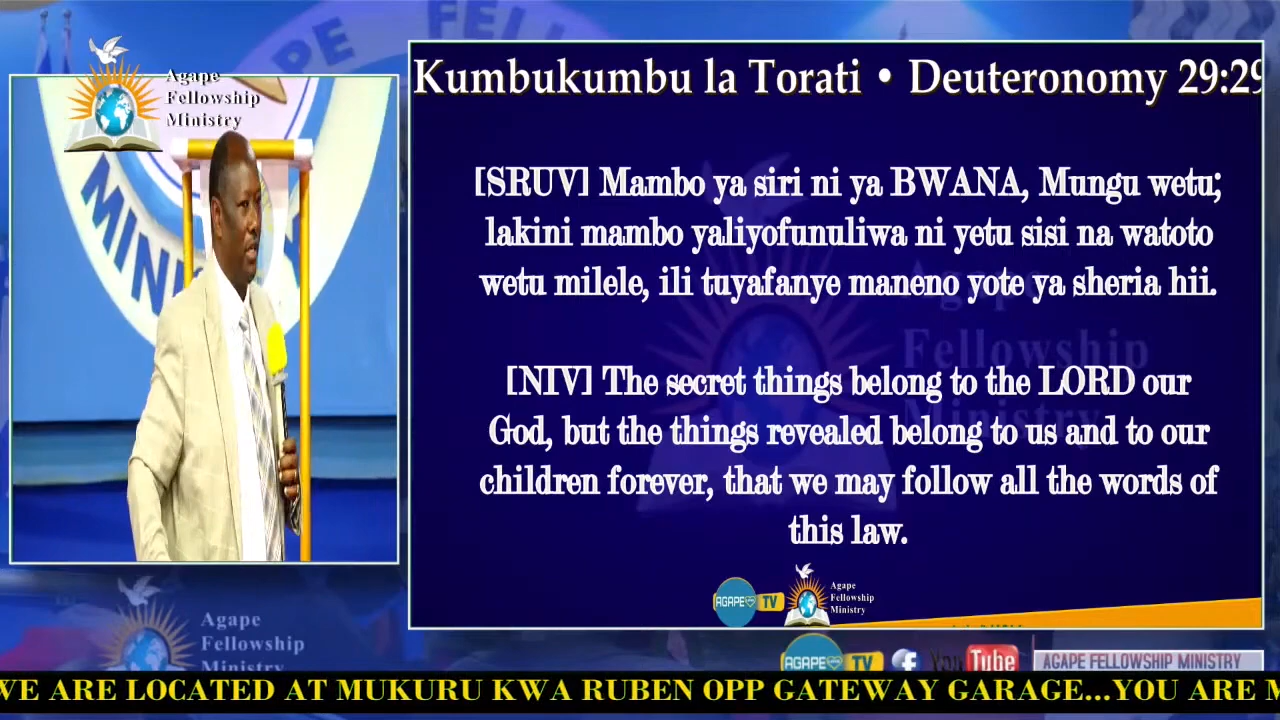 Agape
Fellowship
Ministry
Kumbukumbu la Torati • Deuteronomy 29:29
[SRUV] Mambo ya siri ni ya BWANA, Mungu wetu;
lakini mambo yaliyofunuliwa ni yetu sisi na watoto
wetu milele, ili tuyafanye maneno yote ya sheria hii.
[NIV] The secret things belong to the LORD our
God, but the things revealed belong to us and to our
children forever, that we may follow all the words of
this law.
Agape
Fellowship
Ministry
AGAPE TV
Agape
Fellowship
Ministry
Agape
Fellowship
Ministry
AGAPE TV
f YouTube
AGAPE FELLOWSHIP MINISTRY
WE ARE LOCATED AT MUKURU KWA RUBEN OPP GATEWAY GARAGE...YOU ARE